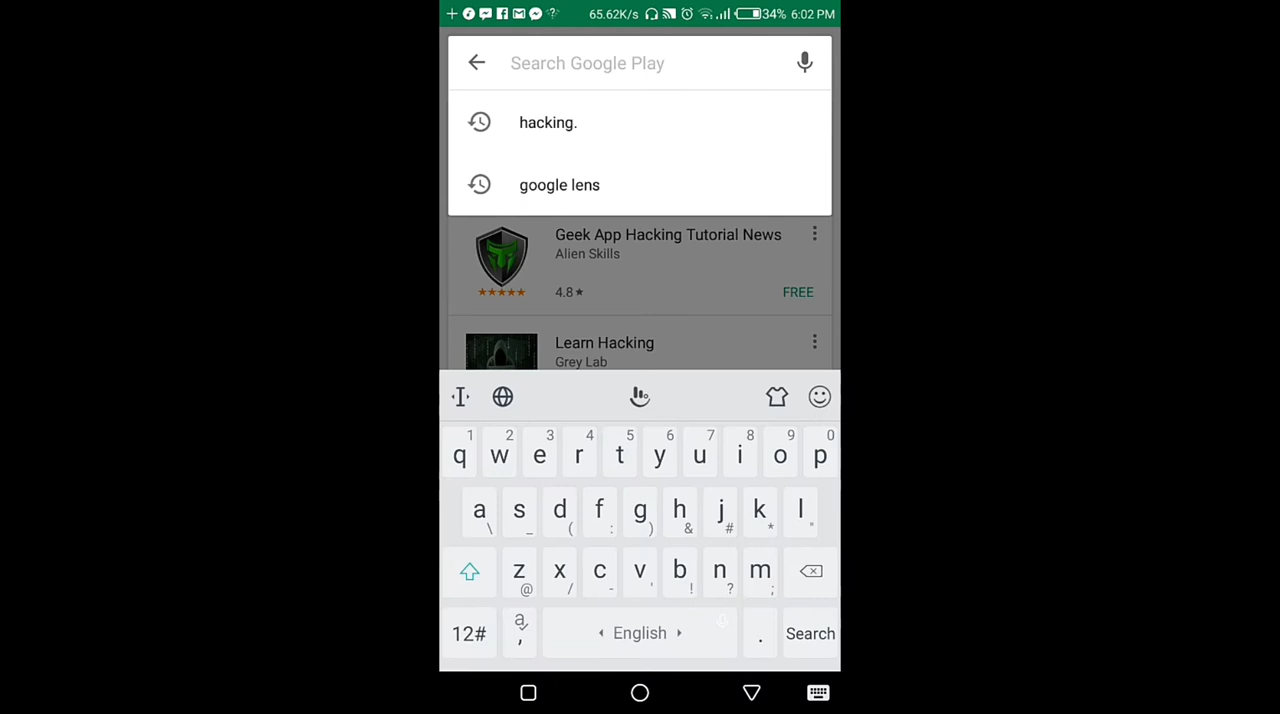 65.62K/s 34% 6:02 PM
Search Google Play
hacking.
google lens
Geek App Hacking Tutorial News
Alien Skills
4.8★ FREE
Learn Hacking
Grey Lab
1 2 3 4 5 6 7 8 9 0
q w e r t y u i o p
a s d f g h j k l
\ _ ( : ) & # * "
z x c v b n m
@ / - ' ! ? ;
12# a , English . Search